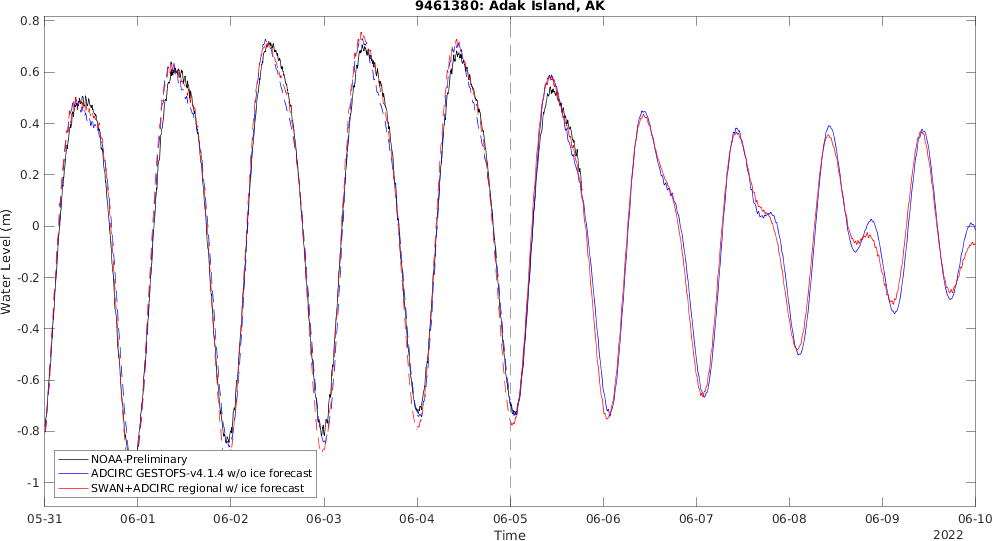 9461380: Adak Island, AK
0.8
0.6
0.4
0.2
0
-0.2
-0.4
-0.6
-0.8
-1
Water Level (m)
NOAA-Preliminary
ADCIRC GESTOFS-v4.1.4 w/o ice forecast
SWAN+ADCIRC regional w/ ice forecast
05-31 06-01 06-02 06-03 06-04 06-05 06-06 06-07 06-08 06-09 06-10
Time
2022